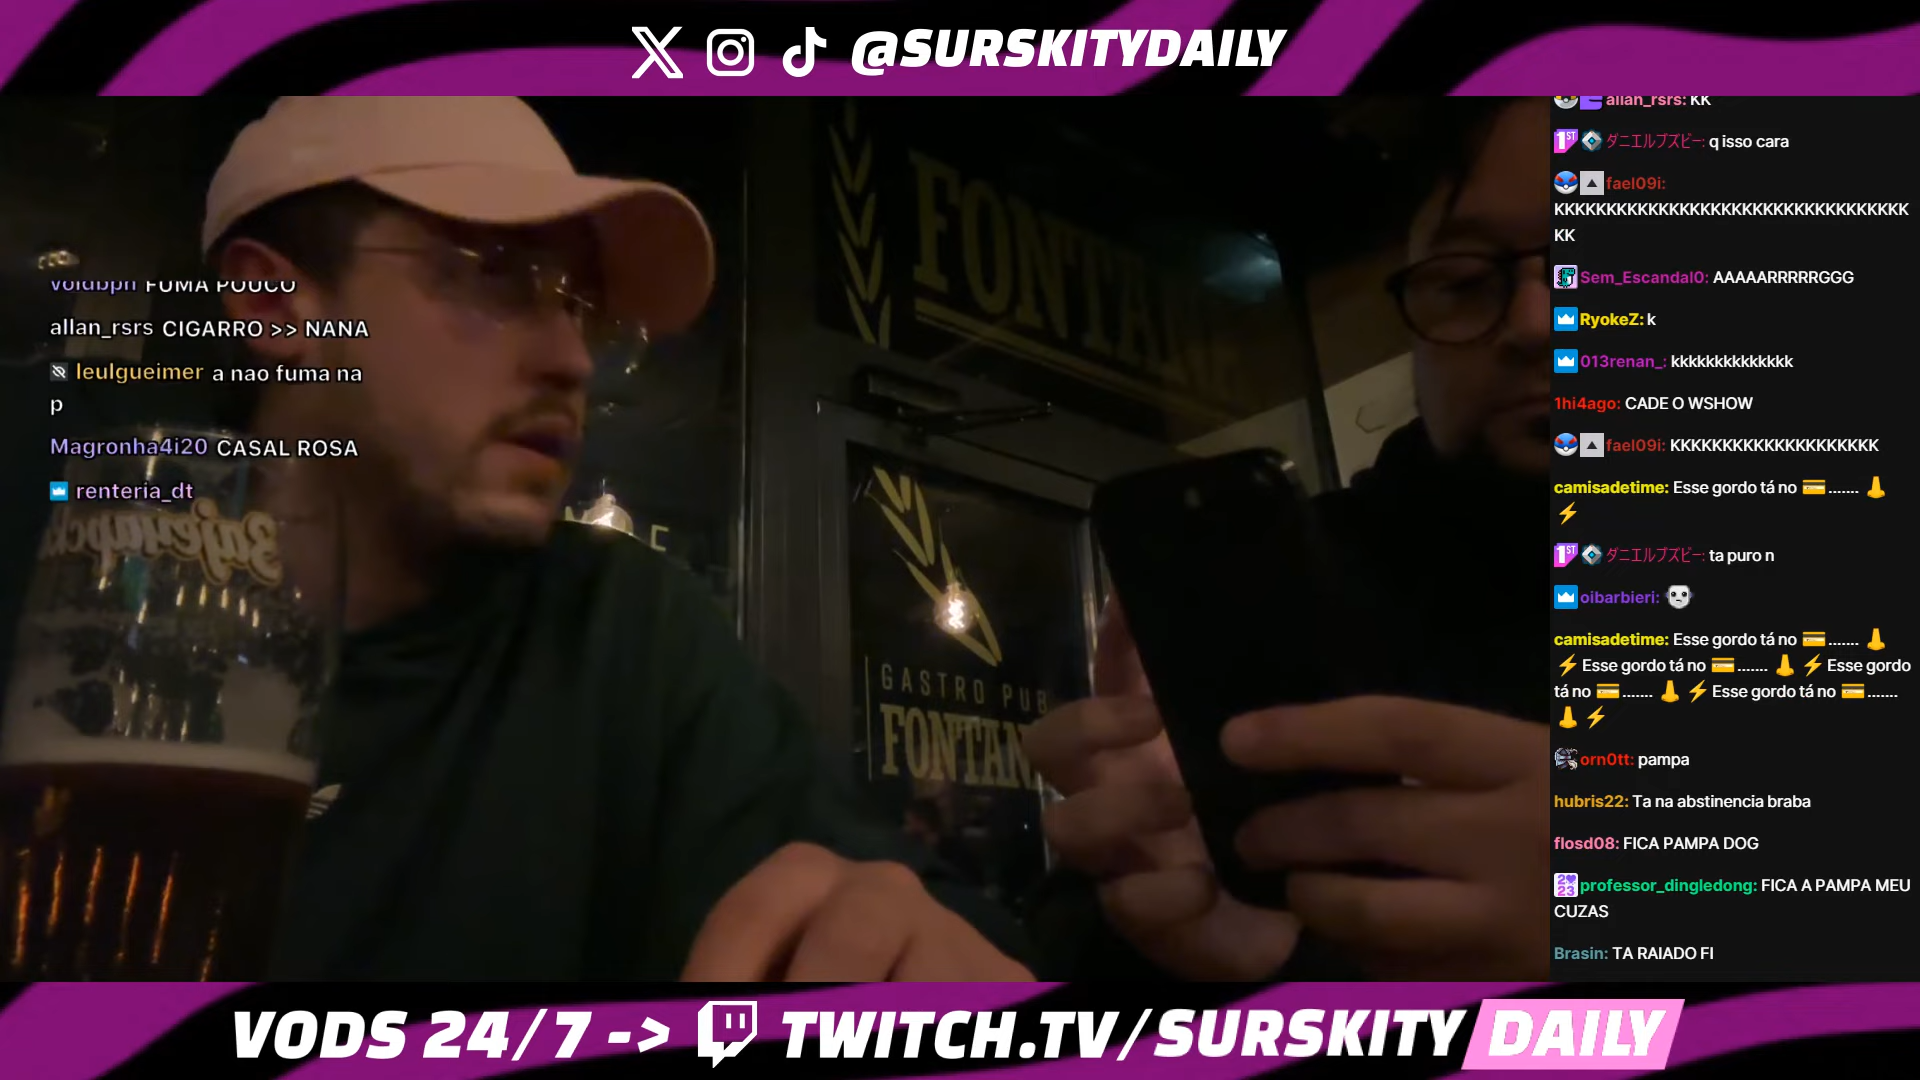 @SURSKITYDAILY
voidbph FUMA POUCO
allan_rsrs CIGARRO >> NANA
leulgueimer a nao fuma na
p
Magronha4i20 CASAL ROSA
renteria_dt
FONTANE
GASTRO PUB
FONTAN
allan_rsrs: KK
ダニエルブズビー: q isso cara
fael09i:
KKKKKKKKKKKKKKKKKKKKKKKKKKKKKKKKKK
KK
Sem_Escandal0: AAAAARRRRRGGG
RyokeZ: k
013renan_: kkkkkkkkkkkkkk
1hi4ago: CADE O WSHOW
fael09i: KKKKKKKKKKKKKKKKKKKK
camisadetime: Esse gordo tá no 💳....... 👃
⚡
ダニエルブズビー: ta puro n
oibarbieri:
camisadetime: Esse gordo tá no 💳....... 👃
⚡ Esse gordo tá no 💳....... 👃 ⚡ Esse gordo
tá no 💳....... 👃 ⚡ Esse gordo tá no 💳.......
👃 ⚡
orn0tt: pampa
hubris22: Ta na abstinencia braba
flosd08: FICA PAMPA DOG
professor_dingledong: FICA A PAMPA MEU
CUZAS
Brasin: TA RAIADO FI
VODS 24/7 -> TWITCH.TV/SURSKITY DAILY